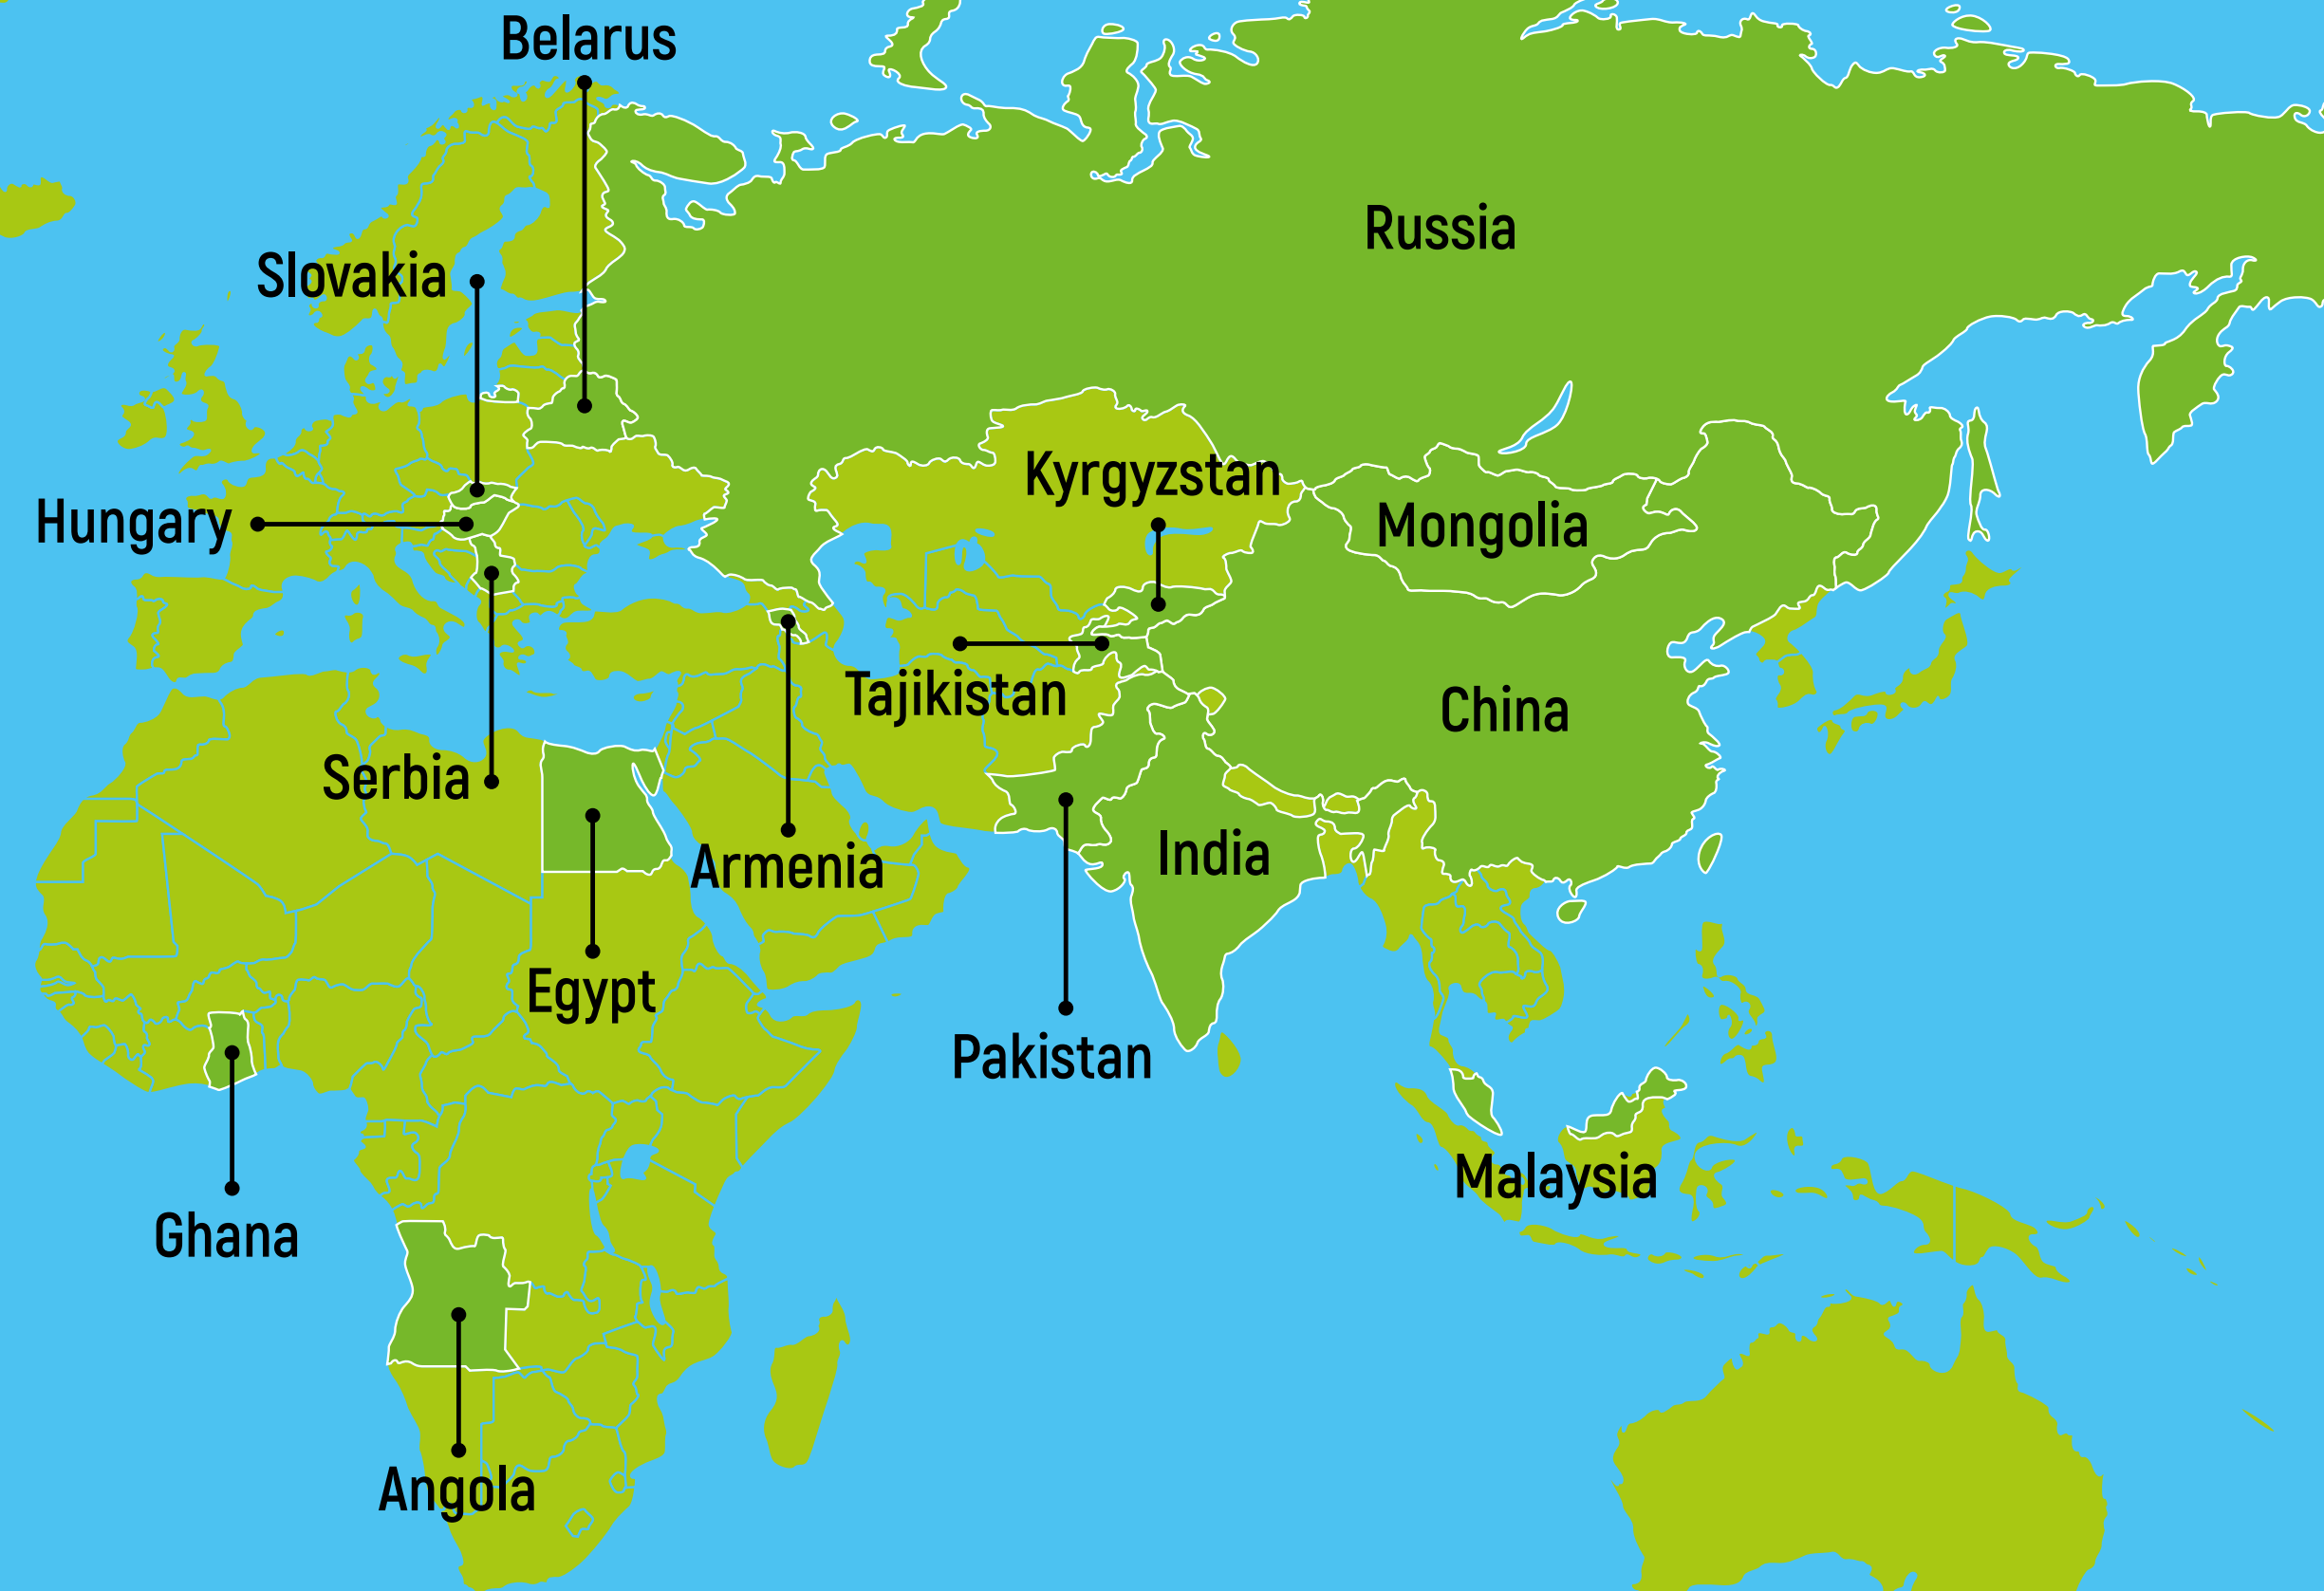 Belarus
Russia
Slovakia
Kyrgyzstan
Hungary
Mongolia
Tajikistan
China
Serbia
Armenia
India
Egypt
Pakistan
Malaysia
Ghana
Angola